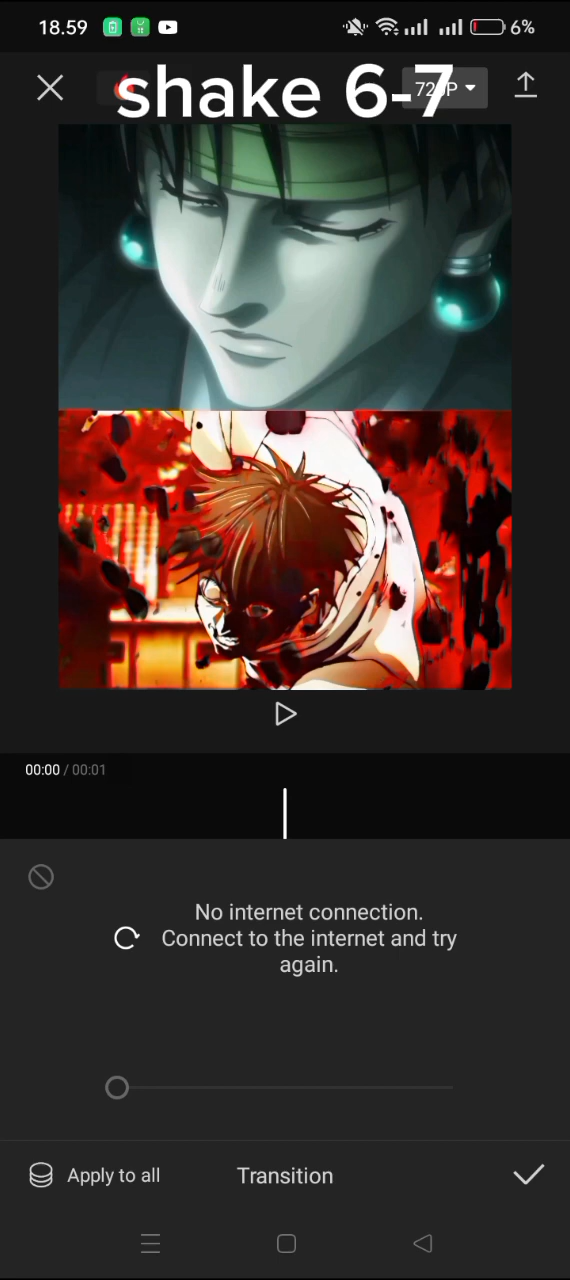 18.59
6%
shake 6-7
00:00 / 00:01
No internet connection.
Connect to the internet and try
again.
Apply to all
Transition